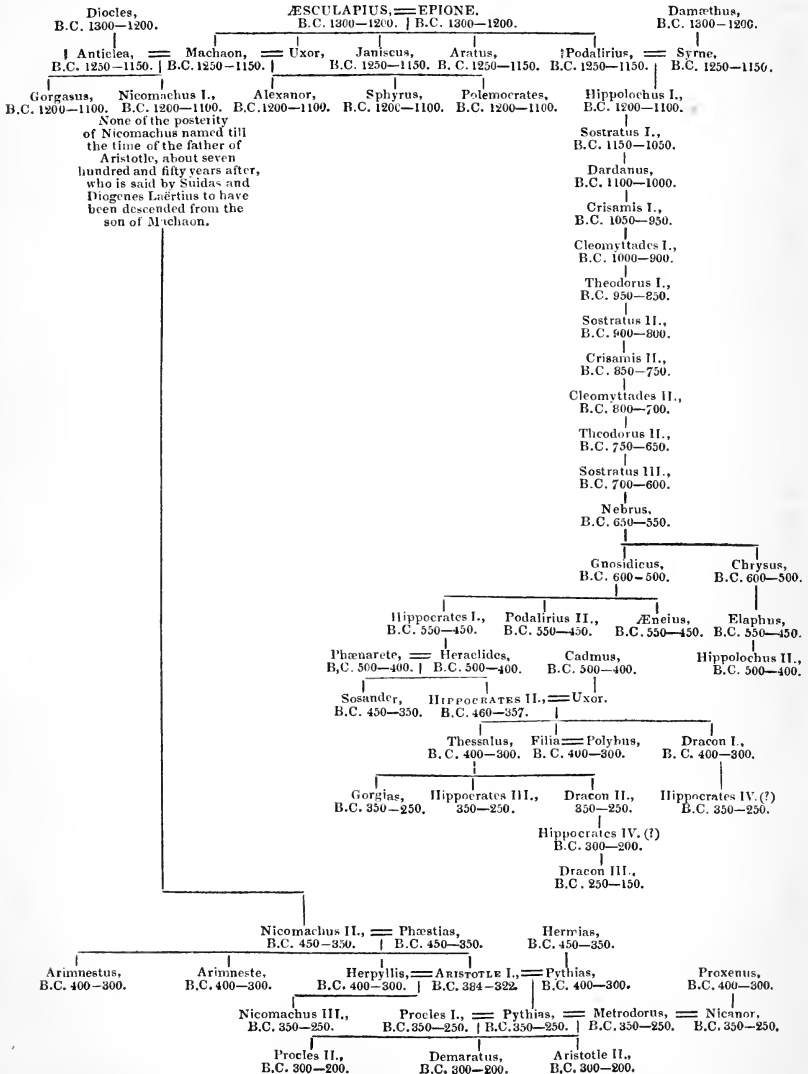 Diocles,
B.C. 1300–1200.
ÆSCULAPIUS,══EPIONE.
B.C. 1300–1200. | B.C. 1300–1200.
Damæthus,
B.C. 1300–1200.
Anticlea, ══ Machaon, ══ Uxor, Janiscus, Aratus, Podalirius, ══ Syrne,
B.C. 1250–1150. | B.C. 1250–1150. | B.C. 1250–1150. B. C. 1250–1150. B.C. 1250–1150. | B.C. 1250–1150.
Gorgasus, Nicomachus I., Alexanor, Sphyrus, Polemocrates, Hippolochus I.,
B.C. 1200–1100. B.C. 1200–1100. B.C. 1200–1100. B.C. 1200–1100. B.C. 1200–1100. B.C. 1200–1100.
None of the posterity
of Nicomachus named till
the time of the father of
Aristotle, about seven
hundred and fifty years after,
who is said by Suidas and
Diogenes Laërtius to have
been descended from the
son of Machaon.
Sostratus I.,
B.C. 1150–1050.
Dardanus,
B.C. 1100–1000.
Crisamis I.,
B.C. 1050–950.
Cleomyttades I.,
B.C. 1000–900.
Theodorus I.,
B.C. 950–850.
Sostratus II.,
B.C. 900–800.
Crisamis II.,
B.C. 850–750.
Cleomyttades II.,
B.C. 800–700.
Theodorus II.,
B.C. 750–650.
Sostratus III.,
B.C. 700–600.
Nebrus,
B.C. 650–550.
Gnosidicus, Chrysus,
B.C. 600–500. B.C. 600–500.
Hippocrates I., Podalirius II., Æneius, Elaphus,
B.C. 550–450. B.C. 550–450. B.C. 550–450. B.C. 550–450.
Phænarete, ══ Heraclides, Cadmus, Hippolochus II.,
B,C. 500–400. | B.C. 500–400. B.C. 500–400. B.C. 500–400.
Sosander, HIPPOCRATES II.,══Uxor.
B.C. 450–350. B.C. 460–357.
Thessalus, Filia══Polybus, Dracon I.,
B.C. 400–300. B.C. 400–300. B. C. 400–300.
Gorgias, Hippocrates III., Dracon II., Hippocrates IV. (?)
B.C. 350–250. 350–250. 350–250. B.C. 350–250.
Hippocrates IV. (?)
B.C. 300–200.
Dracon III.,
B.C. 250–150.
Nicomachus II., ══ Phæstias, Hermias,
B.C. 450–350. | B.C. 450–350. B.C. 450–350.
Arimnestus, Arimneste, Herpyllis,══ARISTOTLE I.,══Pythias, Proxenus,
B.C. 400–300. B.C. 400–300. B.C. 400–300. | B.C. 384–322. | B.C. 400–300. B.C. 400–300.
Nicomachus III., Procles I., ══ Pythias, ══ Metrodorus, ══ Nicanor,
B.C. 350–250. B.C. 350–250. | B.C. 350–250. | B.C. 350–250. B.C. 350–250.
Procles II., Demaratus, Aristotle II.,
B.C. 300–200. B.C. 300–200. B.C. 300–200.